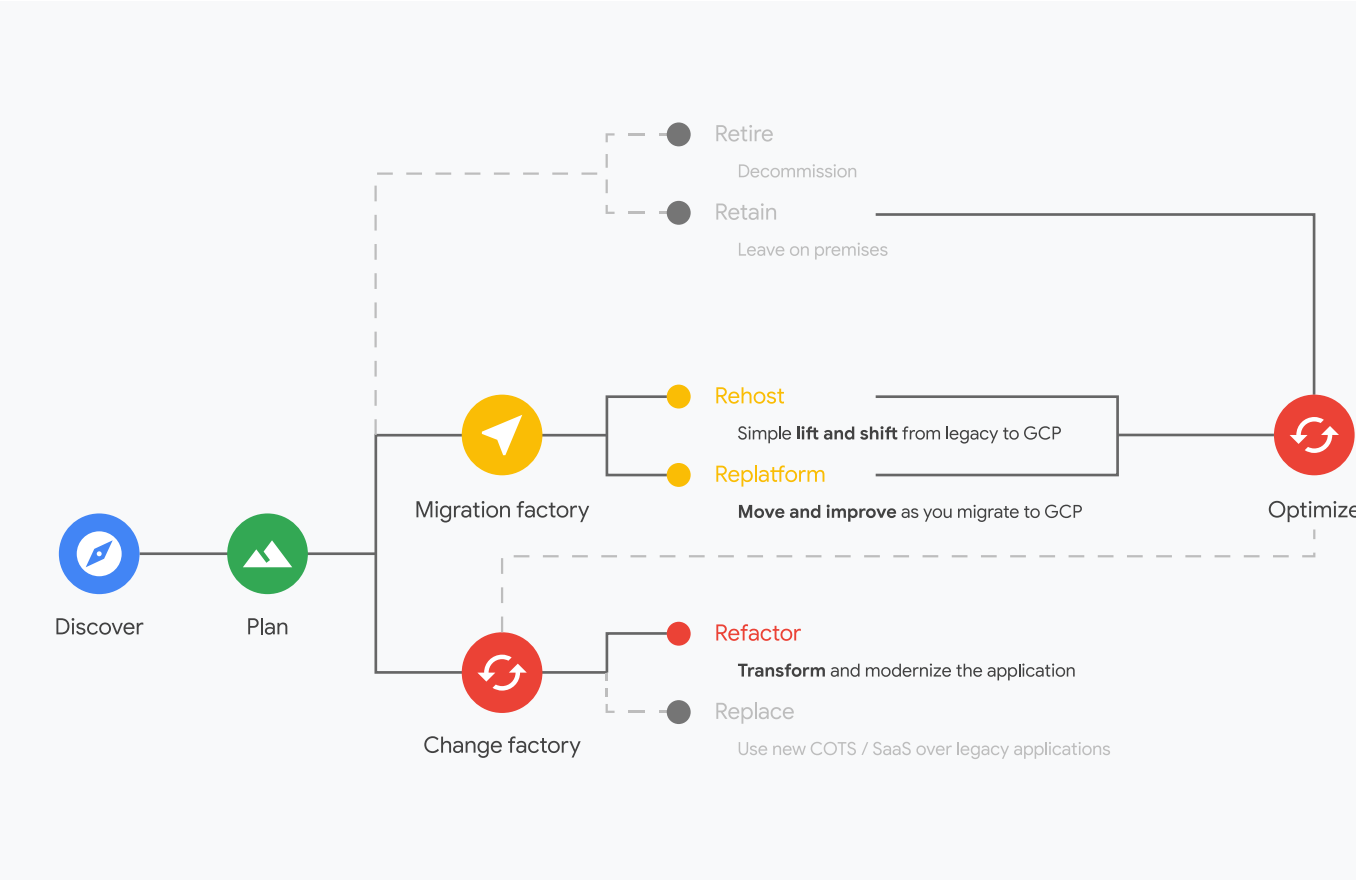 Retire
Decommission
Retain
Leave on premises
Rehost
Simple lift and shift from legacy to GCP
Replatform
Move and improve as you migrate to GCP
Migration factory
Optimize
Discover
Plan
Refactor
Transform and modernize the application
Replace
Use new COTS / SaaS over legacy applications
Change factory